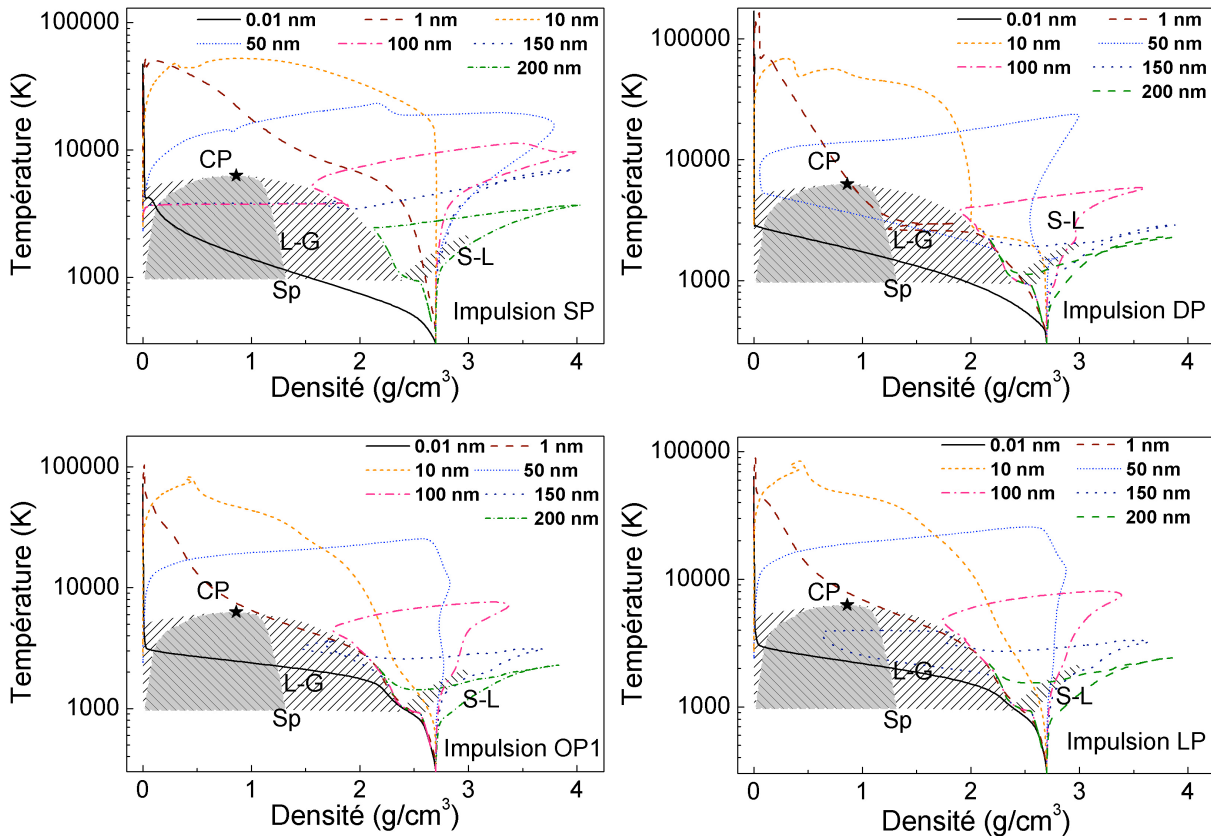 Température (K)
100000
10000
1000
0.01 nm 1 nm 10 nm
50 nm 100 nm 150 nm
200 nm
CP
L-G
S-L
Sp
Impulsion SP
0 1 2 3 4
Densité (g/cm³)
Température (K)
100000
10000
1000
0.01 nm 1 nm
10 nm 50 nm
100 nm 150 nm
200 nm
CP
S-L
L-G
Sp
Impulsion DP
0 1 2 3 4
Densité (g/cm³)
Température (K)
100000
10000
1000
0.01 nm 1 nm
10 nm 50 nm
100 nm 150 nm
200 nm
CP
L-G
S-L
Sp
Impulsion OP1
0 1 2 3 4
Densité (g/cm³)
Température (K)
100000
10000
1000
0.01 nm 1 nm
10 nm 50 nm
100 nm 150 nm
200 nm
CP
L-G
S-L
Sp
Impulsion LP
0 1 2 3 4
Densité (g/cm³)